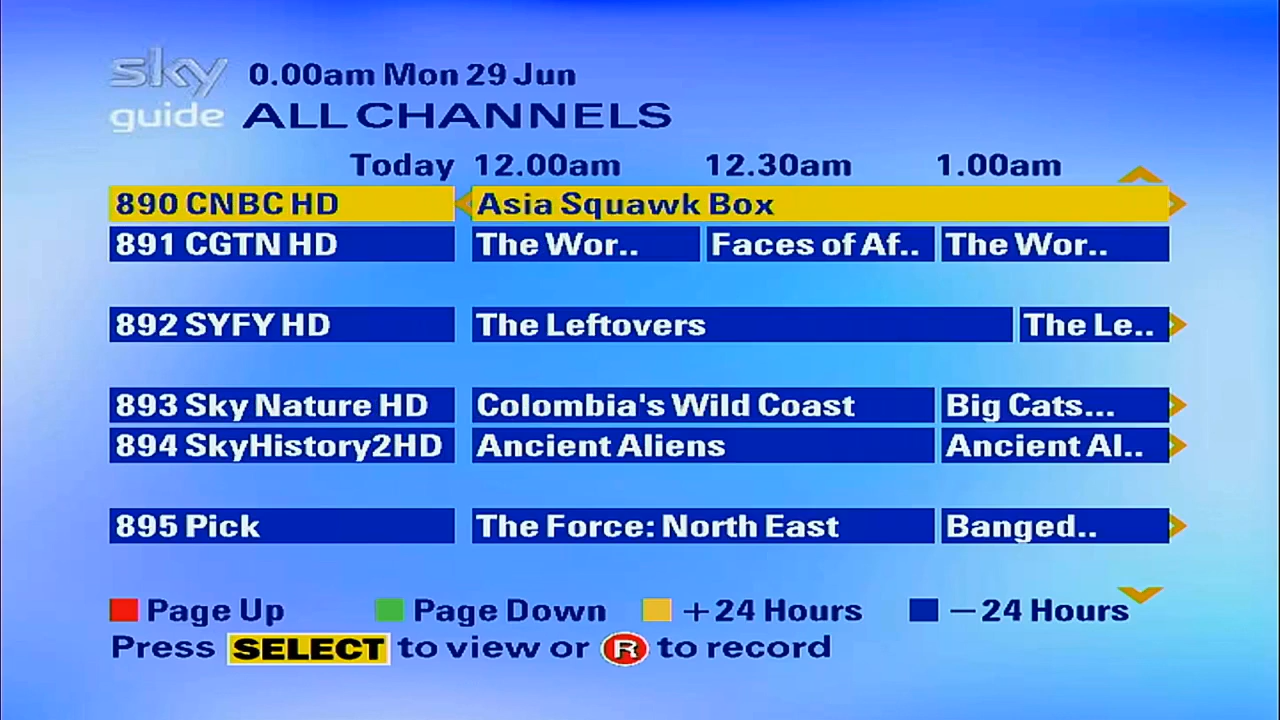 sky 0.00am Mon 29 Jun
guide ALL CHANNELS
Today 12.00am 12.30am 1.00am
890 CNBC HD Asia Squawk Box
891 CGTN HD The Wor.. Faces of Af.. The Wor..
892 SYFY HD The Leftovers The Le..
893 Sky Nature HD Colombia's Wild Coast Big Cats...
894 SkyHistory2HD Ancient Aliens Ancient Al..
895 Pick The Force: North East Banged..
Page Up Page Down +24 Hours −24 Hours
Press SELECT to view or R to record